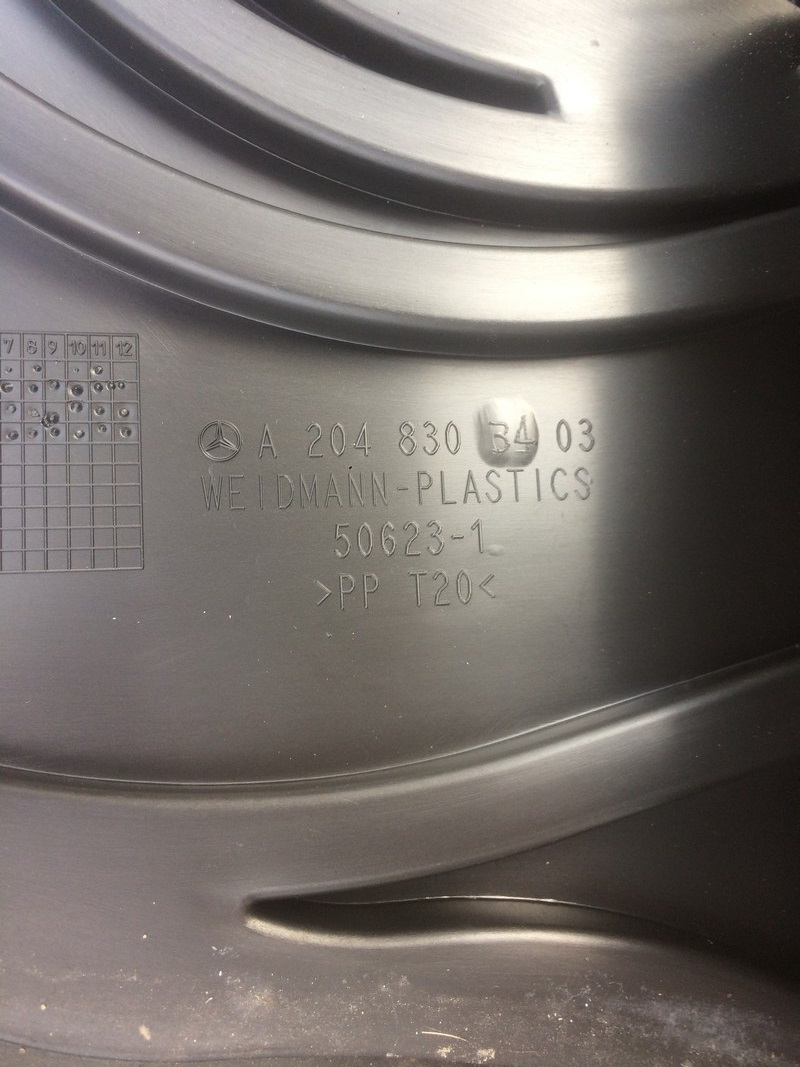 7 8 9 10 11 12
A 204 830 34 03
WEIDMANN-PLASTICS
50623-1
>PP T20<